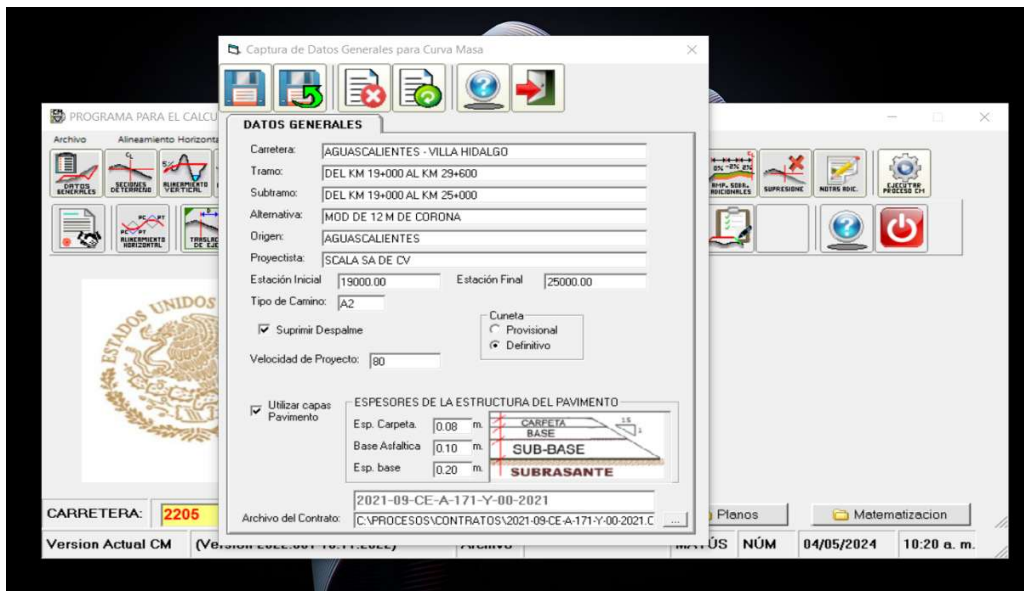 Captura de Datos Generales para Curva Masa
PROGRAMA PARA EL CALCU
Archivo Alineamiento Horizonta
DATOS GENERALES
SECCIONES DE TERRENO
ALINEAMIENTO VERTICAL
SUPRESIONE
NOTAS ADIC.
EJECUTAR PROCESO CM
ALINEAMIENTO HORIZONTAL
DATOS GENERALES
Carretera: AGUASCALIENTES - VILLA HIDALGO
Tramo: DEL KM 19+000 AL KM 29+600
Subtramo: DEL KM 19+000 AL KM 25+000
Alternativa: MOD DE 12 M DE CORONA
Origen: AGUASCALIENTES
Proyectista: SCALA SA DE CV
Estación Inicial 19000.00 Estación Final 25000.00
Tipo de Camino: A2
Suprimir Despalme
Cuneta
Provisional
Definitivo
Velocidad de Proyecto: 80
Utilizar capas Pavimento
ESPESORES DE LA ESTRUCTURA DEL PAVIMENTO
Esp. Carpeta. 0.08 m.
Base Asfaltica 0.10 m.
Esp. base 0.20 m.
CARPETA
BASE
SUB-BASE
SUBRASANTE
2021-09-CE-A-171-Y-00-2021
Archivo del Contrato: C:\PROCESOS\CONTRATOS\2021-09-CE-A-171-Y-00-2021.C ...
ESTADOS UNIDOS
CARRETERA: 2205
Planos
Matematizacion
Version Actual CM
NÚM
04/05/2024
10:20 a. m.